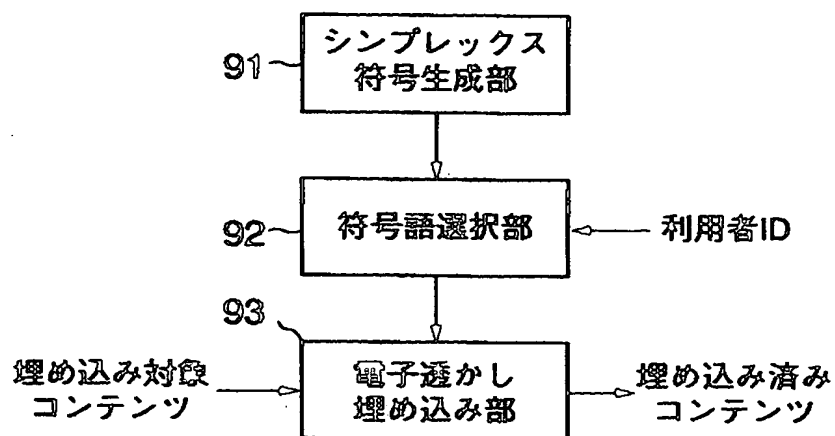 91
シンプレックス
符号生成部
92
符号語選択部
利用者ID
93
埋め込み対象
コンテンツ
電子透かし
埋め込み部
埋め込み済み
コンテンツ